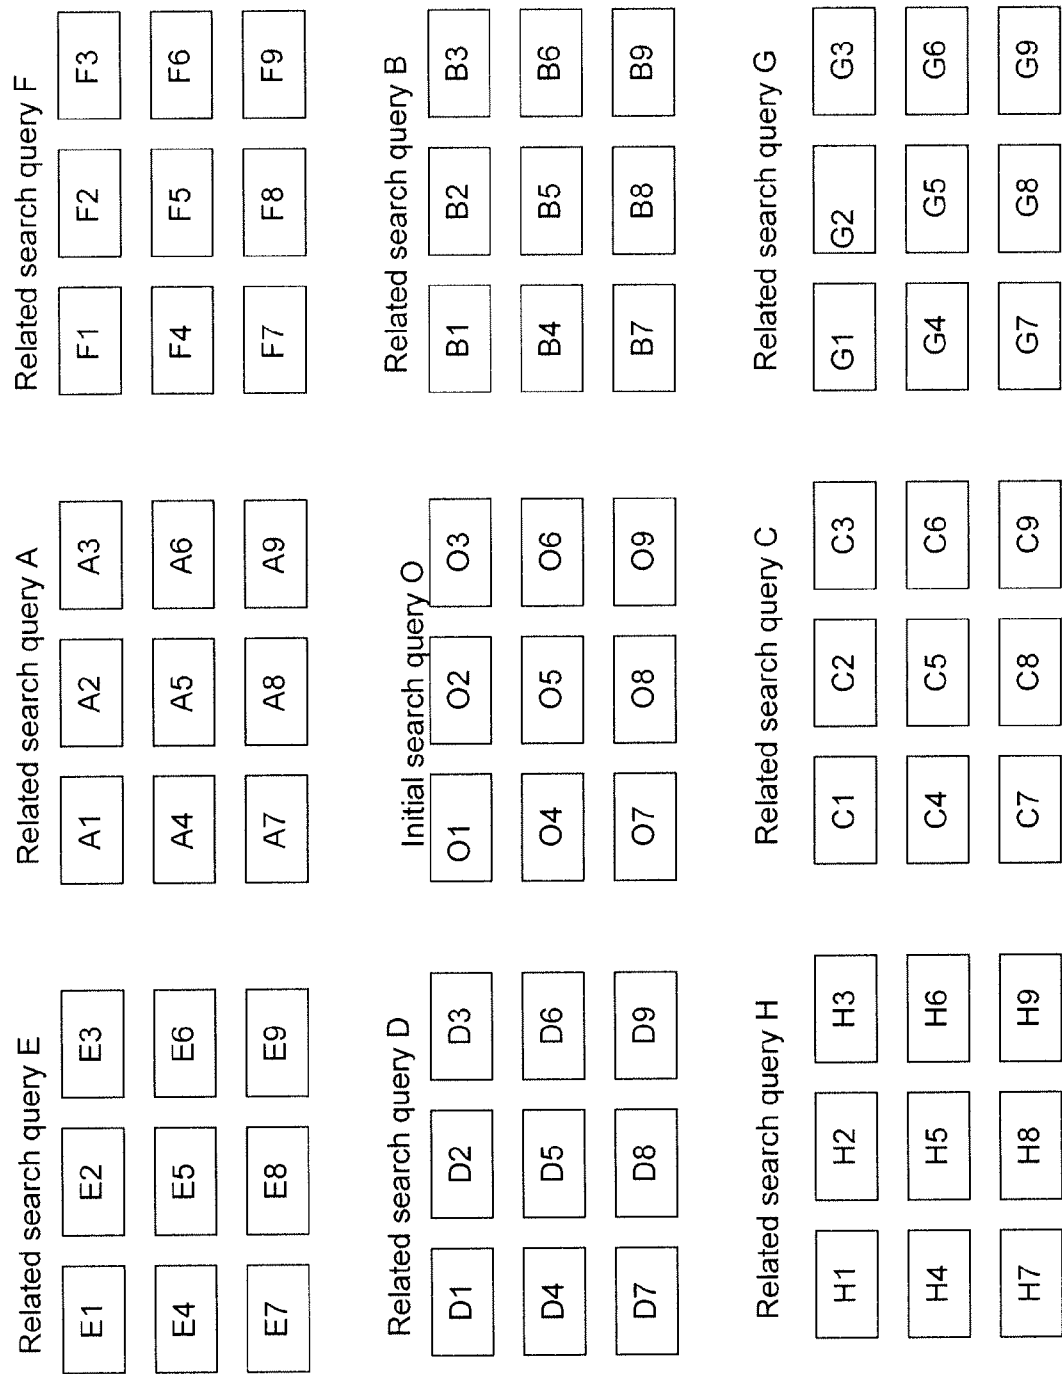 Related search query E
E1 E2 E3
E4 E5 E6
E7 E8 E9
Related search query A
A1 A2 A3
A4 A5 A6
A7 A8 A9
Related search query F
F1 F2 F3
F4 F5 F6
F7 F8 F9
Related search query D
D1 D2 D3
D4 D5 D6
D7 D8 D9
Initial search query O
O1 O2 O3
O4 O5 O6
O7 O8 O9
Related search query B
B1 B2 B3
B4 B5 B6
B7 B8 B9
Related search query H
H1 H2 H3
H4 H5 H6
H7 H8 H9
Related search query C
C1 C2 C3
C4 C5 C6
C7 C8 C9
Related search query G
G1 G2 G3
G4 G5 G6
G7 G8 G9